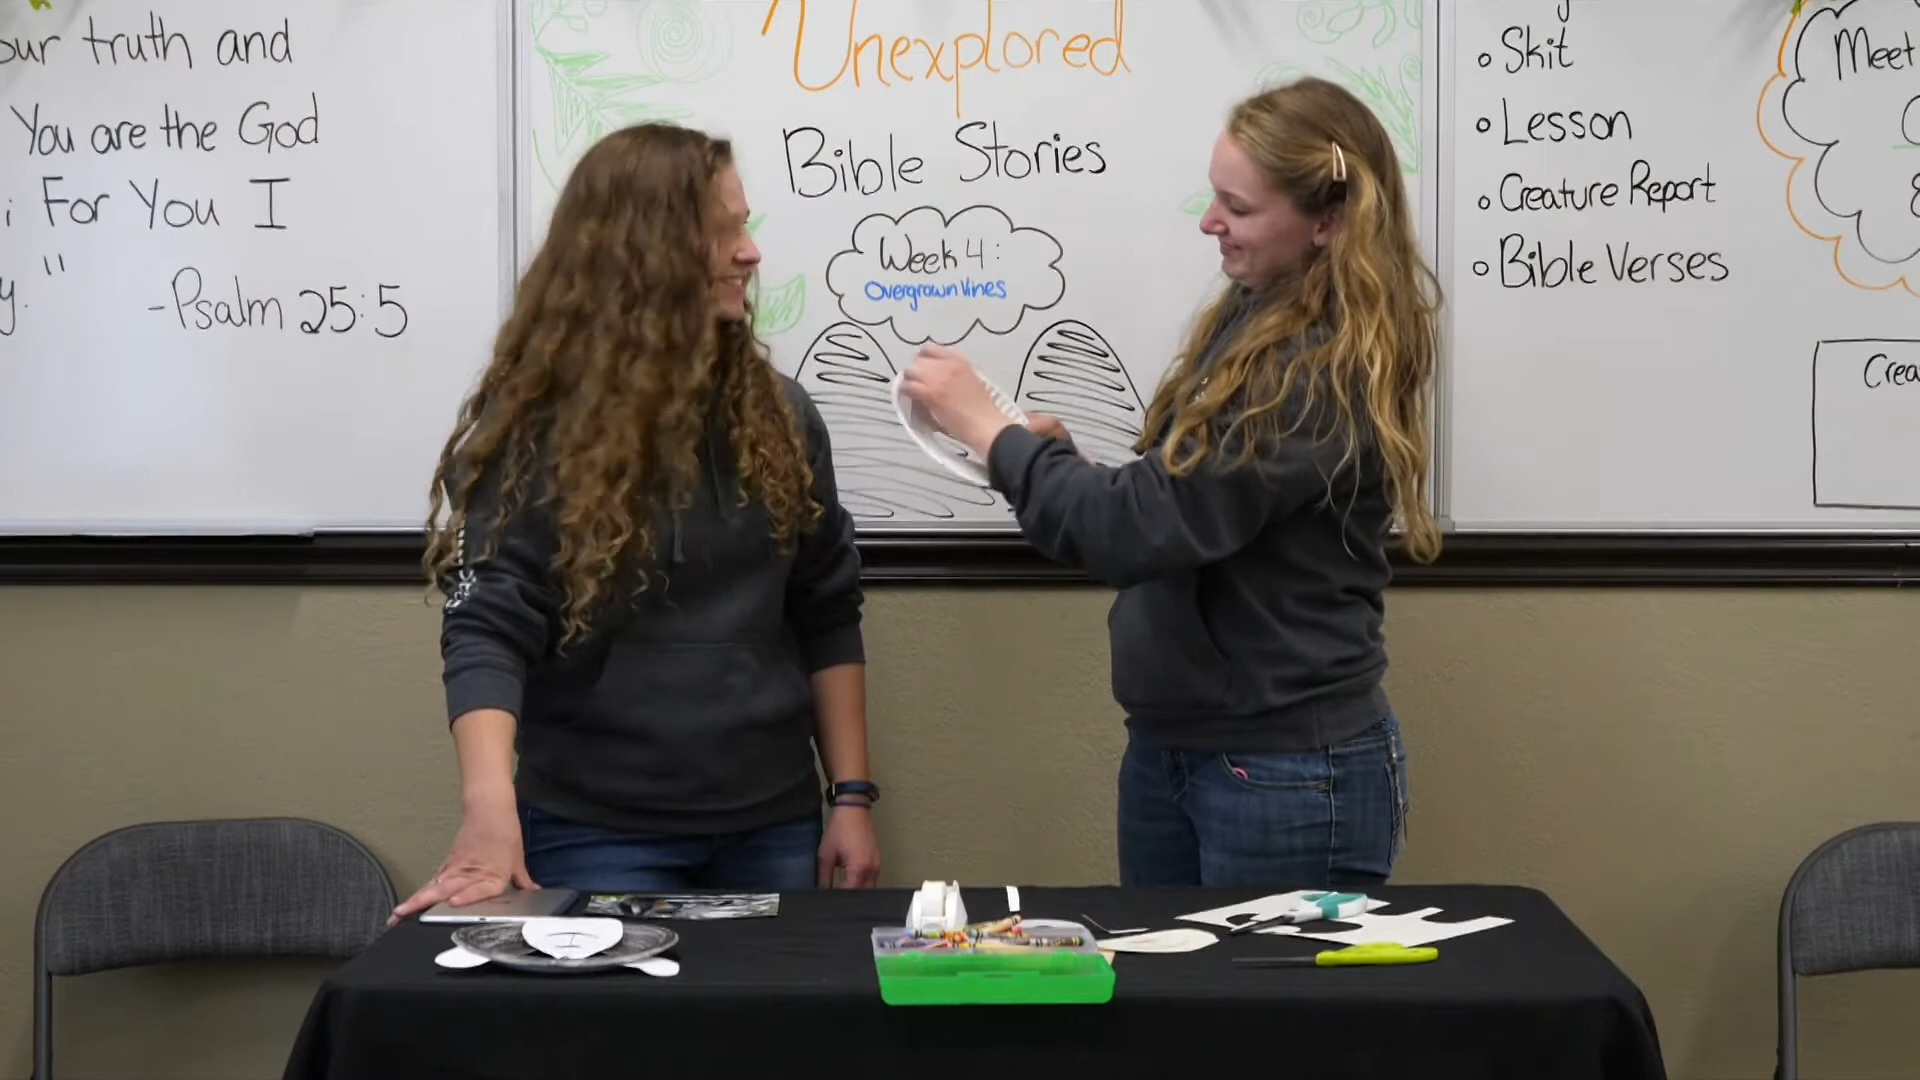 our truth and
You are the God
For You I
y."
-Psalm 25:5
Unexplored
Bible Stories
Week 4:
Overgrown Vines
Skit
Lesson
Creature Report
Bible Verses
Meet
Crea